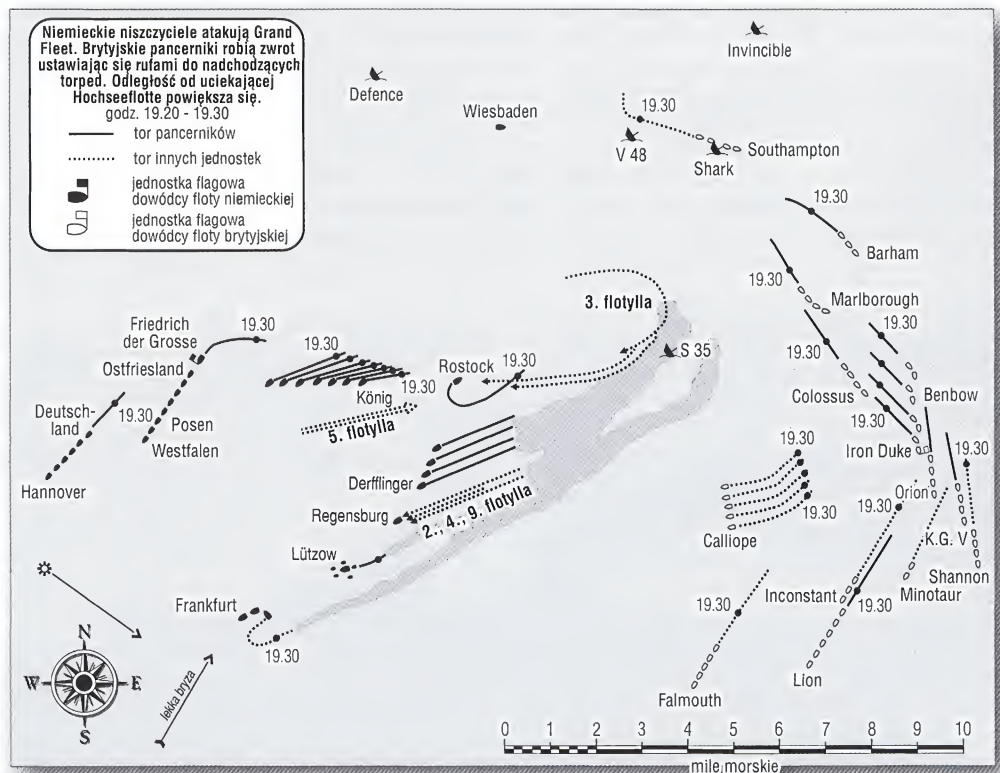 Niemieckie niszczyciele atakują Grand
Fleet. Brytyjskie pancerniki robią zwrot
ustawiając się rufami do nadchodzących
torped. Odległość od uciekającej
Hochseeflotte powiększa się.
godz. 19.20 - 19.30
tor pancerników
tor innych jednostek
jednostka flagowa
dowódcy floty niemieckiej
jednostka flagowa
dowódcy floty brytyjskiej
Invincible
Defence
Wiesbaden
19.30
V 48
Shark
Southampton
19.30
Barham
19.30
Marlborough
19.30
19.30
Colossus
Benbow
Iron Duke
19.30
3. flotylla
S 35
Friedrich
der Grosse
19.30
Ostfriesland
19.30
Rostock
19.30
19.30
König
5. flotylla
Deutsch-
land
19.30
Posen
Westfalen
Hannover
Derfflinger
Regensburg
2.; 4.; 9. flotylla
Lützow
Frankfurt
19.30
19.30
19.30
Calliope
Orion
19.30
K.G. V
Shannon
Minotaur
Inconstant
19.30
19.30
Lion
Falmouth
N
W
E
S
lekka bryza
0 1 2 3 4 5 6 7 8 9 10
mile morskie